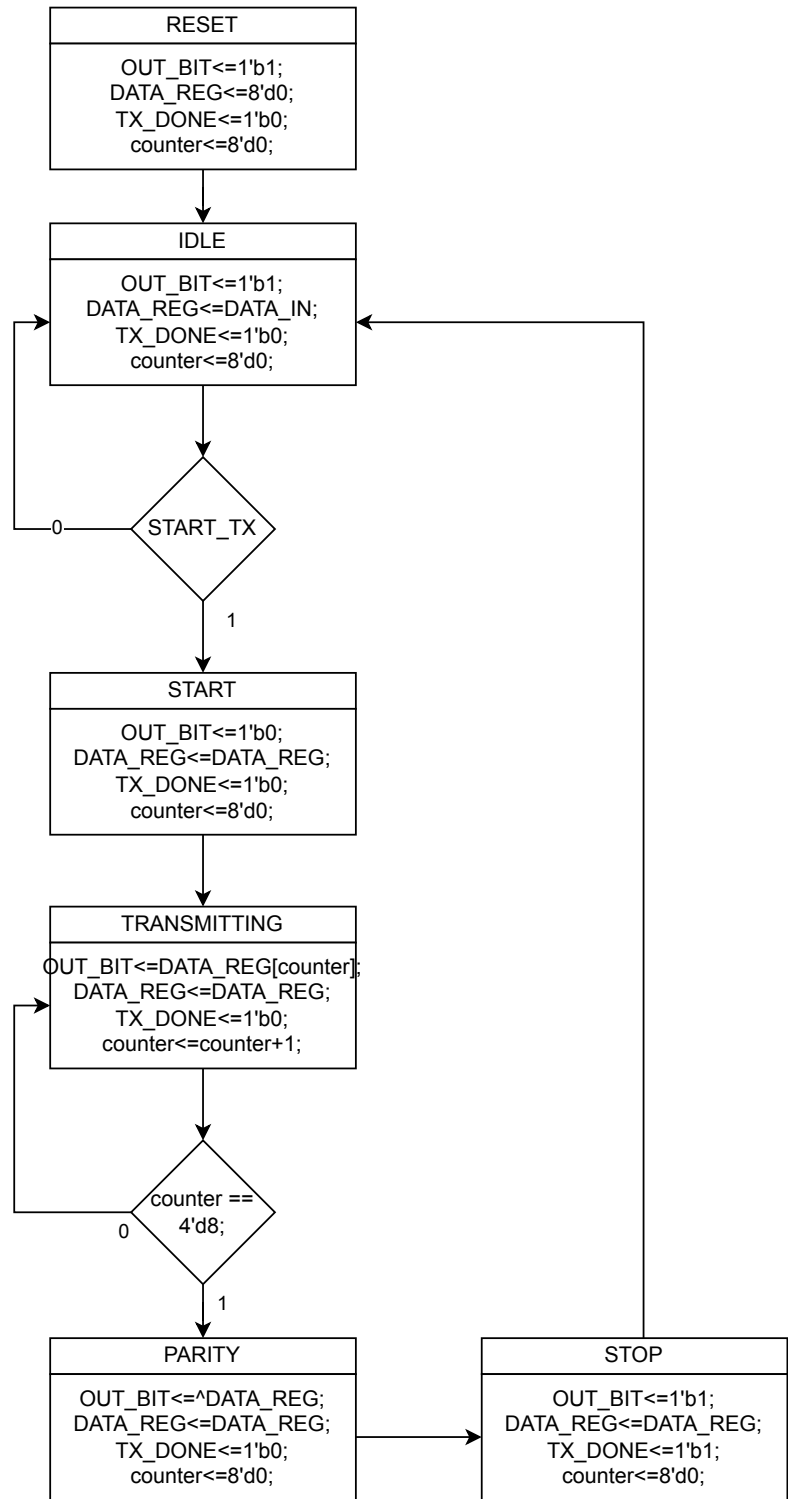 RESET
OUT_BIT<=1'b1;
DATA_REG<=8'd0;
TX_DONE<=1'b0;
counter<=8'd0;
IDLE
OUT_BIT<=1'b1;
DATA_REG<=DATA_IN;
TX_DONE<=1'b0;
counter<=8'd0;
START_TX
0
1
START
OUT_BIT<=1'b0;
DATA_REG<=DATA_REG;
TX_DONE<=1'b0;
counter<=8'd0;
TRANSMITTING
OUT_BIT<=DATA_REG[counter];
DATA_REG<=DATA_REG;
TX_DONE<=1'b0;
counter<=counter+1;
counter ==
4'd8;
0
1
PARITY
OUT_BIT<=^DATA_REG;
DATA_REG<=DATA_REG;
TX_DONE<=1'b0;
counter<=8'd0;
STOP
OUT_BIT<=1'b1;
DATA_REG<=DATA_REG;
TX_DONE<=1'b1;
counter<=8'd0;